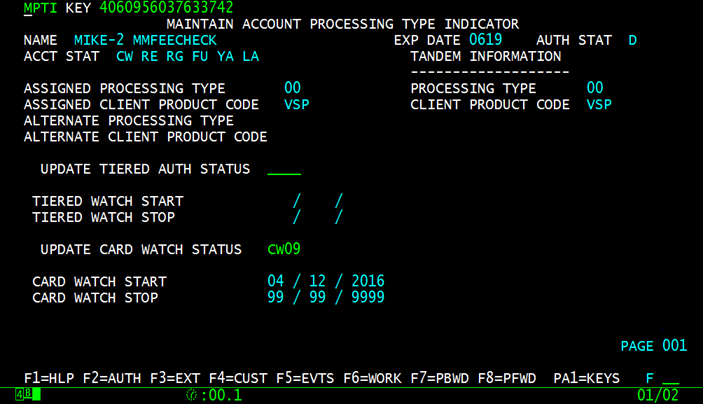 MPTI KEY 4060956037633742
MAINTAIN ACCOUNT PROCESSING TYPE INDICATOR
NAME MIKE-2 MMFEECHECK EXP DATE 0619 AUTH STAT D
ACCT STAT CW RE RG FU YA LA TANDEM INFORMATION
-------------------
ASSIGNED PROCESSING TYPE 00 PROCESSING TYPE 00
ASSIGNED CLIENT PRODUCT CODE VSP CLIENT PRODUCT CODE VSP
ALTERNATE PROCESSING TYPE
ALTERNATE CLIENT PRODUCT CODE
UPDATE TIERED AUTH STATUS ____
TIERED WATCH START / /
TIERED WATCH STOP / /
UPDATE CARD WATCH STATUS CW09
CARD WATCH START 04 / 12 / 2016
CARD WATCH STOP 99 / 99 / 9999
PAGE 001
F1=HLP F2=AUTH F3=EXT F4=CUST F5=EVTS F6=WORK F7=PBWD F8=PFWD PA1=KEYS F __
4B :00.1 01/02